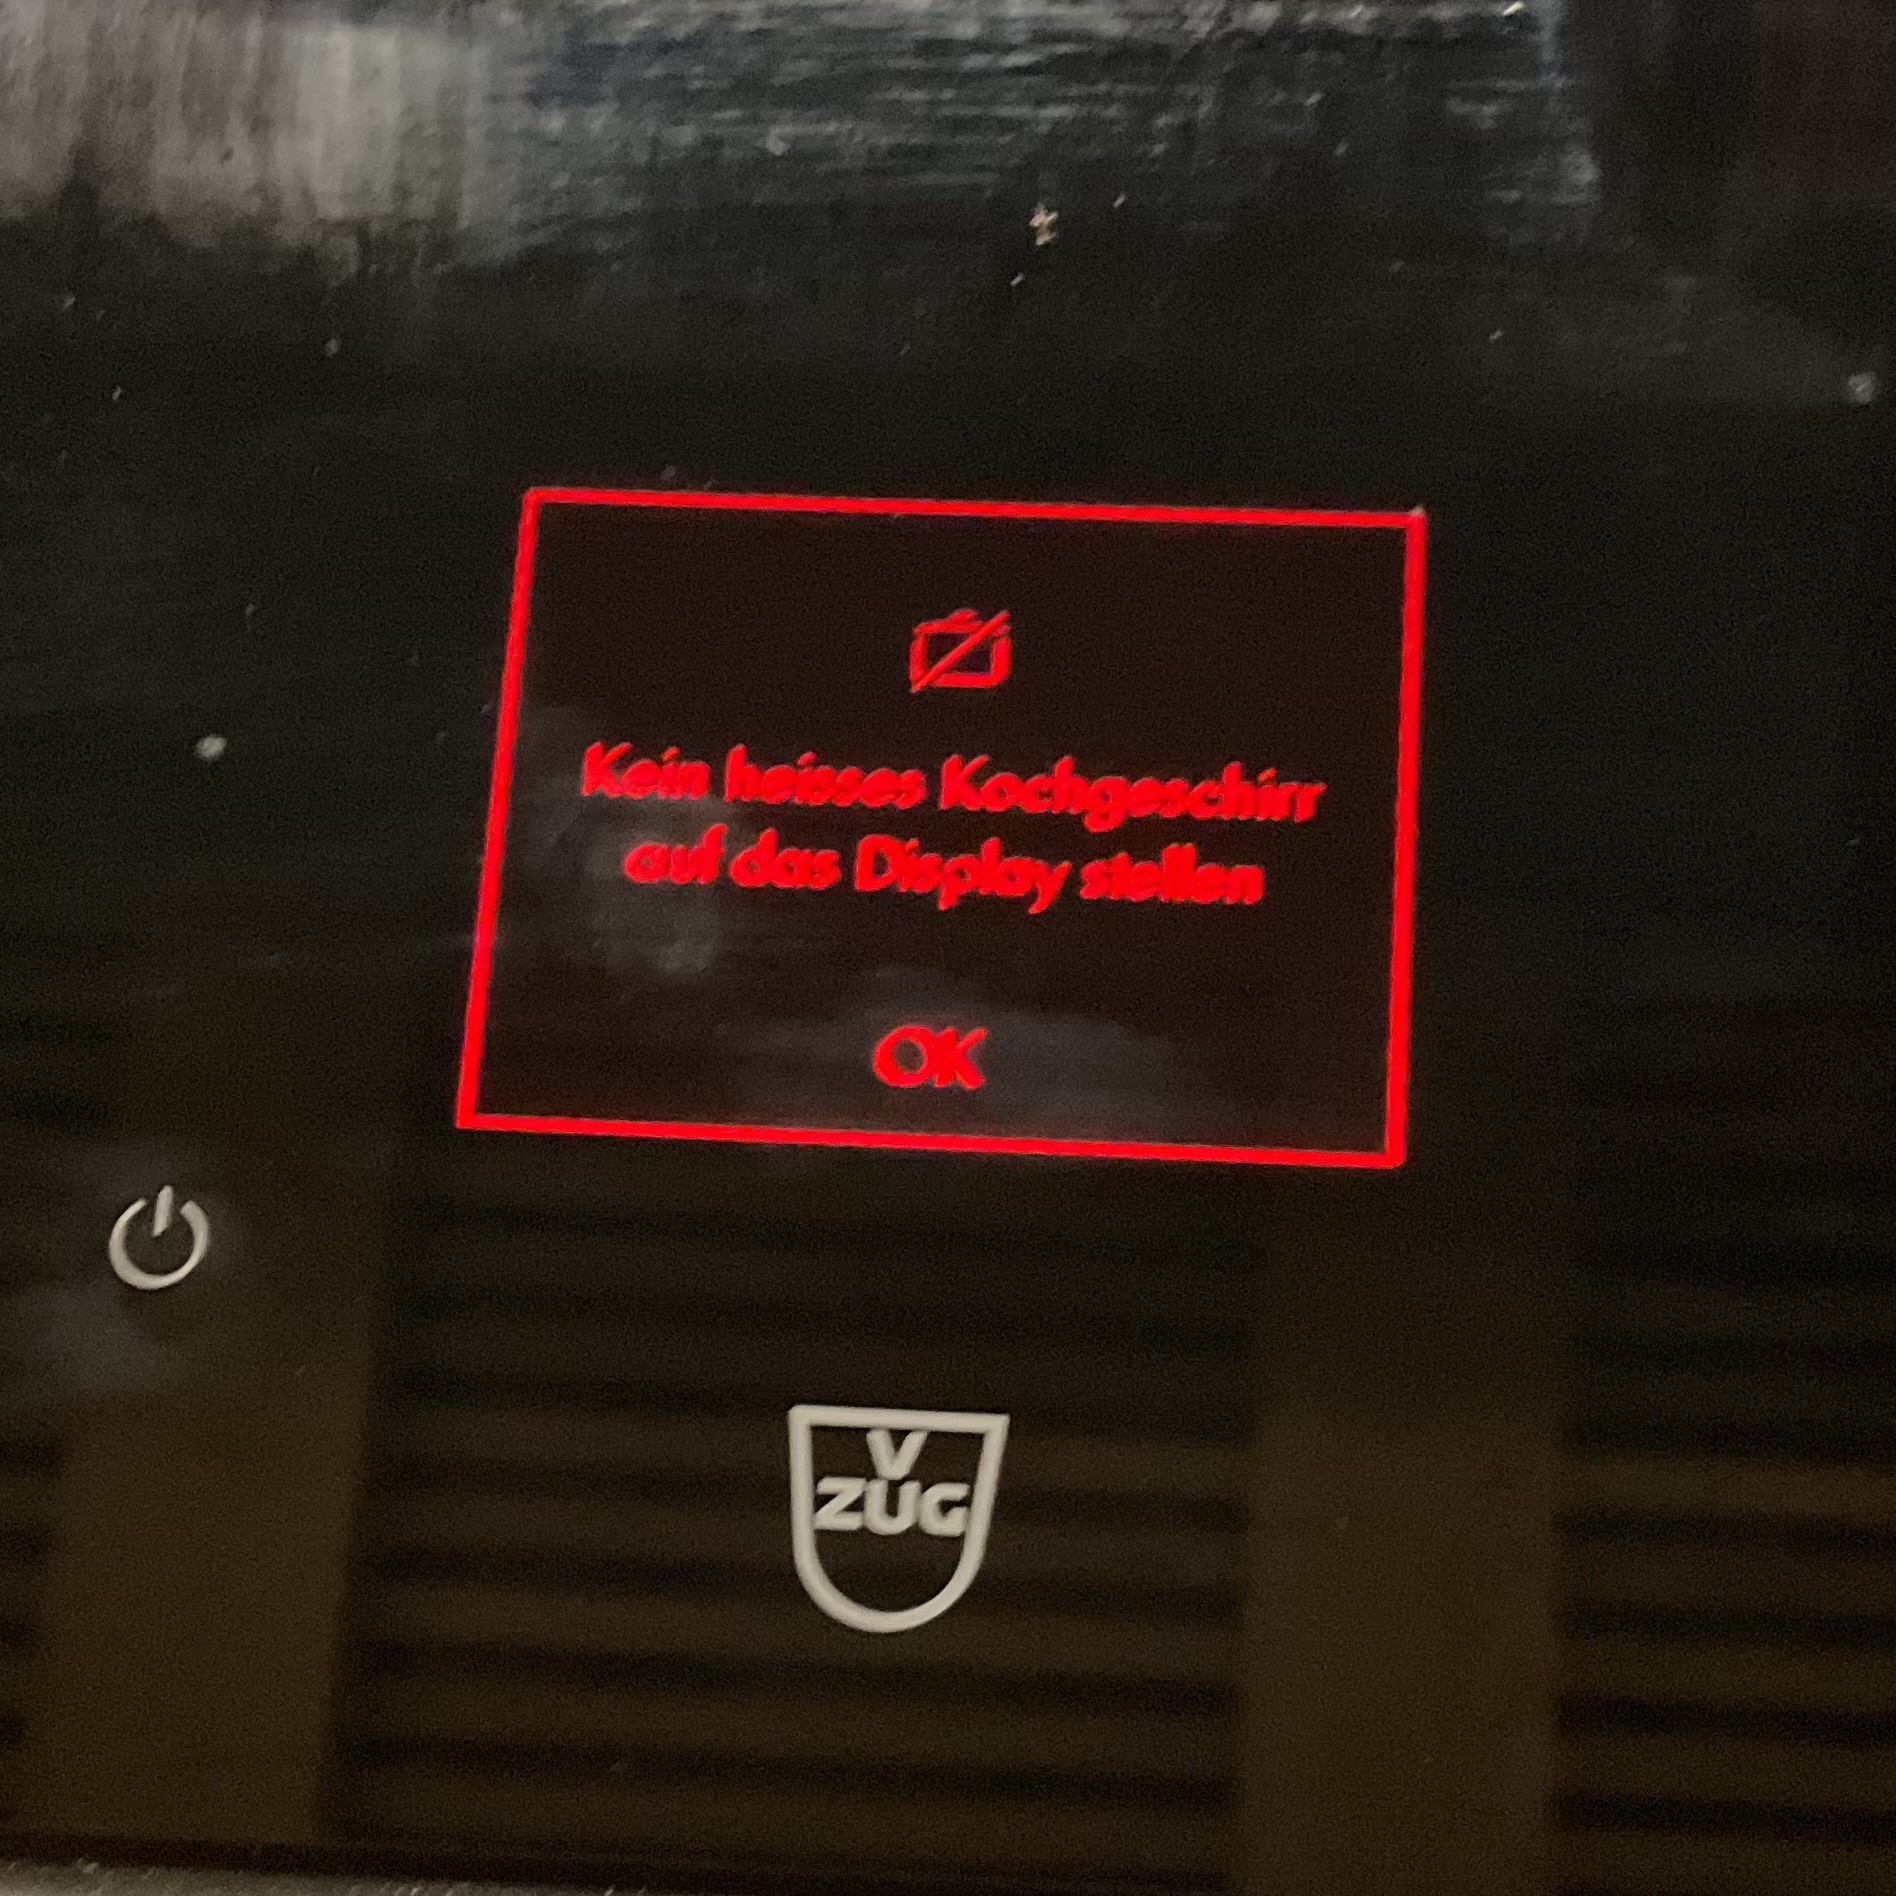 Kein heisses Kochgeschirr
auf das Display stellen
OK
V
ZUG